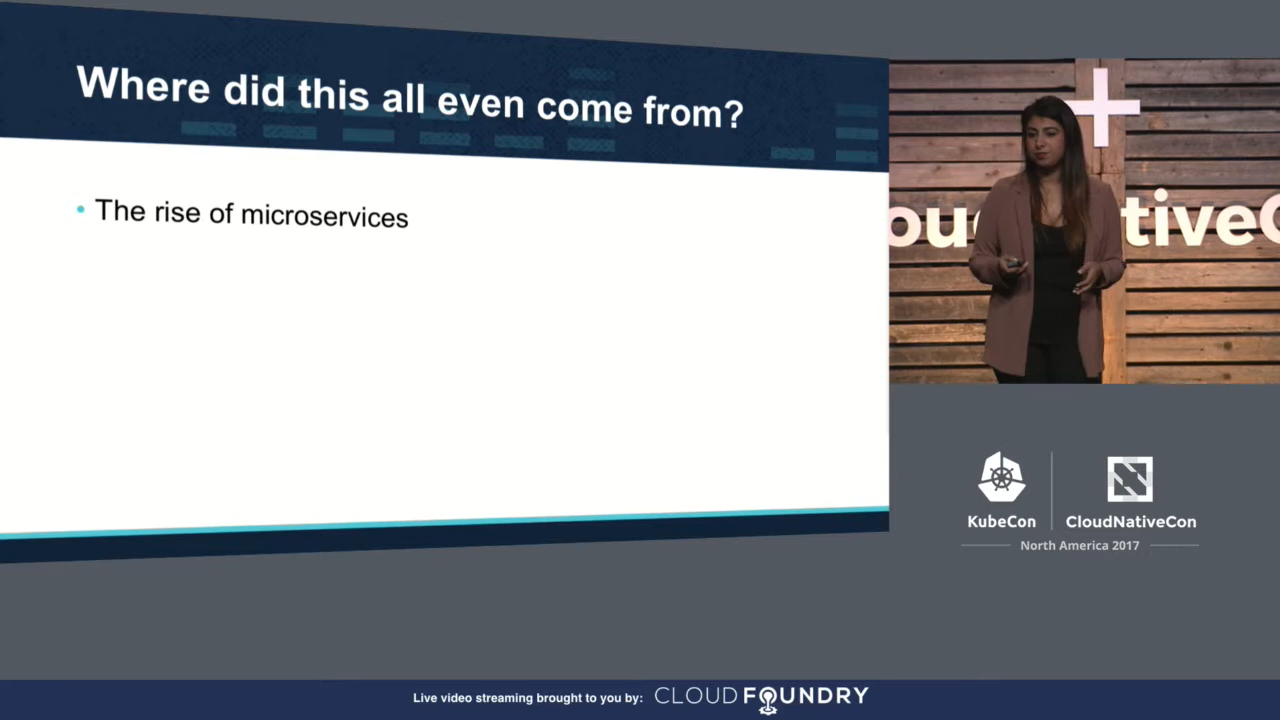 Where did this all even come from?
• The rise of microservices
+
tiveC
KubeCon
CloudNativeCon
North America 2017
Live video streaming brought to you by: CLOUD FOUNDRY